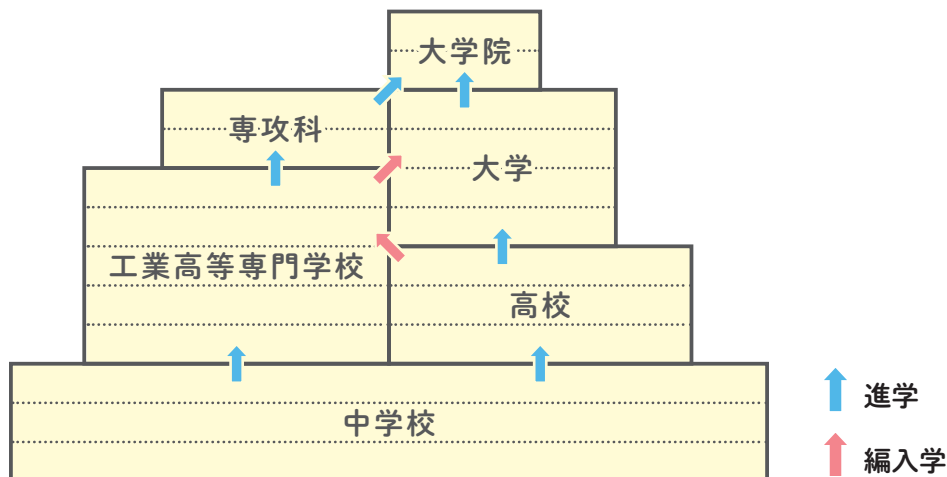 大学院
専攻科
大学
工業高等専門学校
高校
中学校
進学
編入学